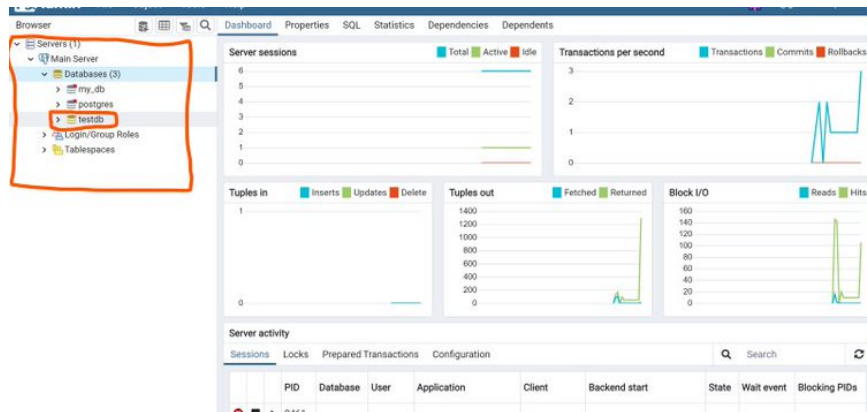 Browser
Dashboard Properties SQL Statistics Dependencies Dependents
Servers (1)
Main Server
Databases (3)
my_db
postgres
testdb
Login/Group Roles
Tablespaces
Server sessions
Total Active Idle
6
5
4
3
2
1
0
Transactions per second
Transactions Commits Rollbacks
3
2
1
0
Tuples in
Inserts Updates Delete
1
0
Tuples out
Fetched Returned
1400
1200
1000
800
600
400
200
0
Block I/O
Reads Hits
160
140
120
100
80
60
40
20
0
Server activity
Sessions Locks Prepared Transactions Configuration
Search
PID Database User Application Client Backend start State Wait event Blocking PIDs